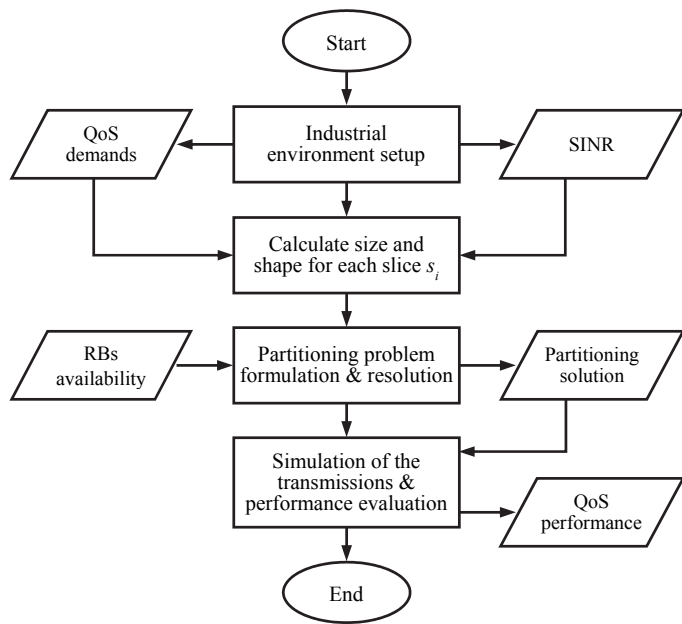 Start
QoS
demands
Industrial
environment setup
SINR
Calculate size and
shape for each slice s_i
RBs
availability
Partitioning problem
formulation & resolution
Partitioning
solution
Simulation of the
transmissions &
performance evaluation
QoS
performance
End